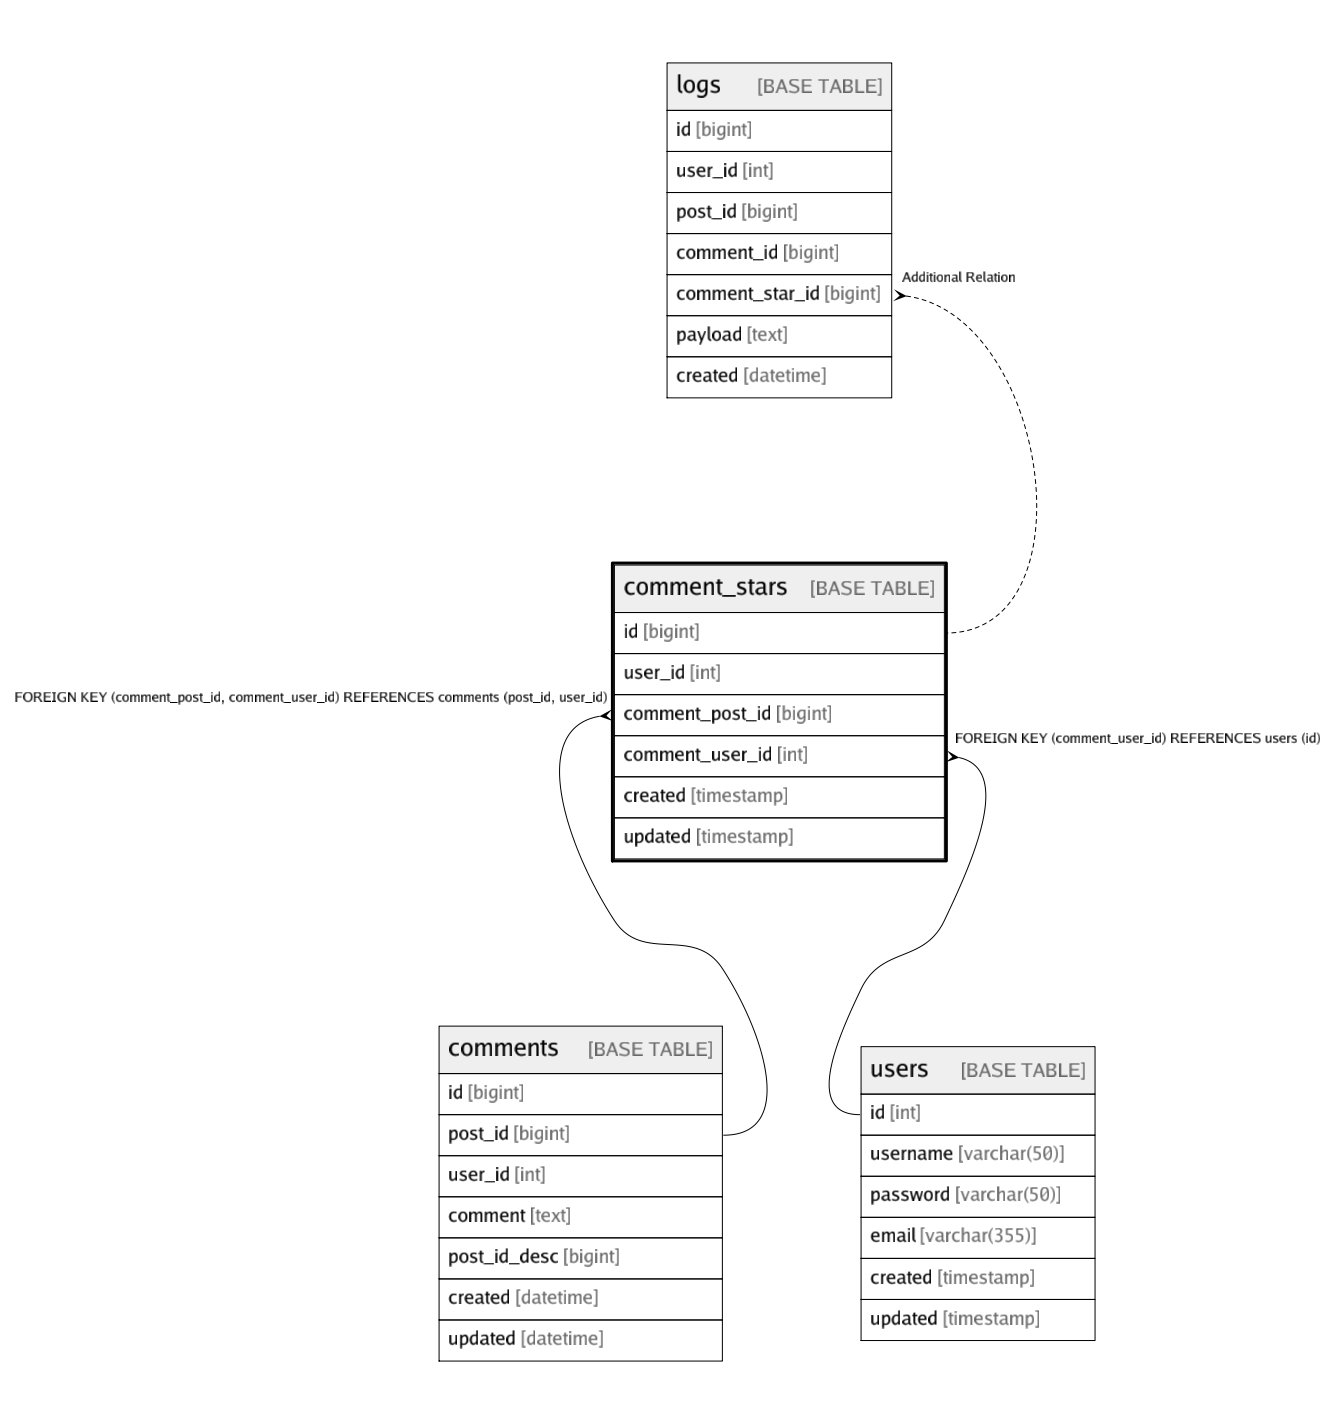 logs [BASE TABLE]
id [bigint]
user_id [int]
post_id [bigint]
comment_id [bigint]
Additional Relation
comment_star_id [bigint]
payload [text]
created [datetime]
comment_stars [BASE TABLE]
id [bigint]
user_id [int]
FOREIGN KEY (comment_post_id, comment_user_id) REFERENCES comments (post_id, user_id)
comment_post_id [bigint]
FOREIGN KEY (comment_user_id) REFERENCES users (id)
comment_user_id [int]
created [timestamp]
updated [timestamp]
comments [BASE TABLE]
id [bigint]
post_id [bigint]
user_id [int]
comment [text]
post_id_desc [bigint]
created [datetime]
updated [datetime]
users [BASE TABLE]
id [int]
username [varchar(50)]
password [varchar(50)]
email [varchar(355)]
created [timestamp]
updated [timestamp]